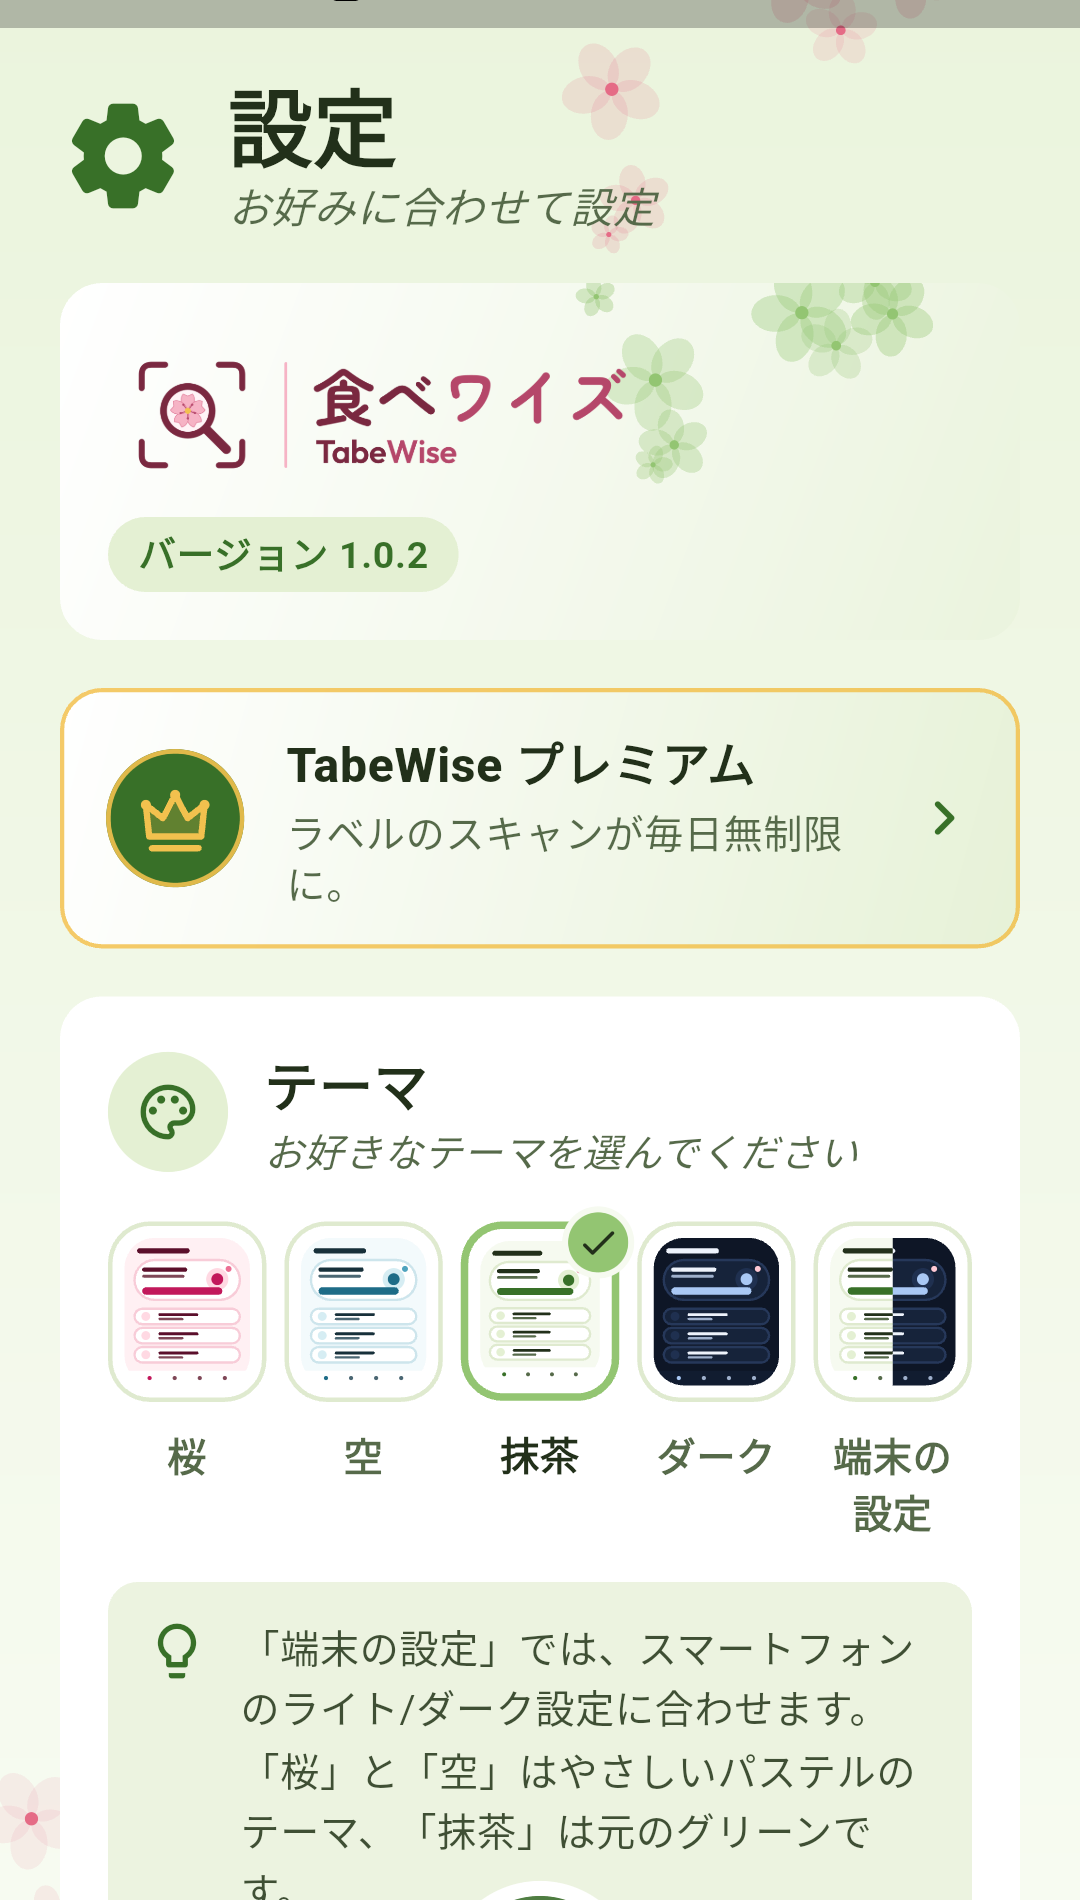 設定
お好みに合わせて設定
食べワイズ
TabeWise
バージョン 1.0.2
TabeWise プレミアム
ラベルのスキャンが毎日無制限
に。
テーマ
お好きなテーマを選んでください
桜
空
抹茶
ダーク
端末の
設定
「端末の設定」では、スマートフォン
のライト/ダーク設定に合わせます。
「桜」と「空」はやさしいパステルの
テーマ、「抹茶」は元のグリーンで
す。